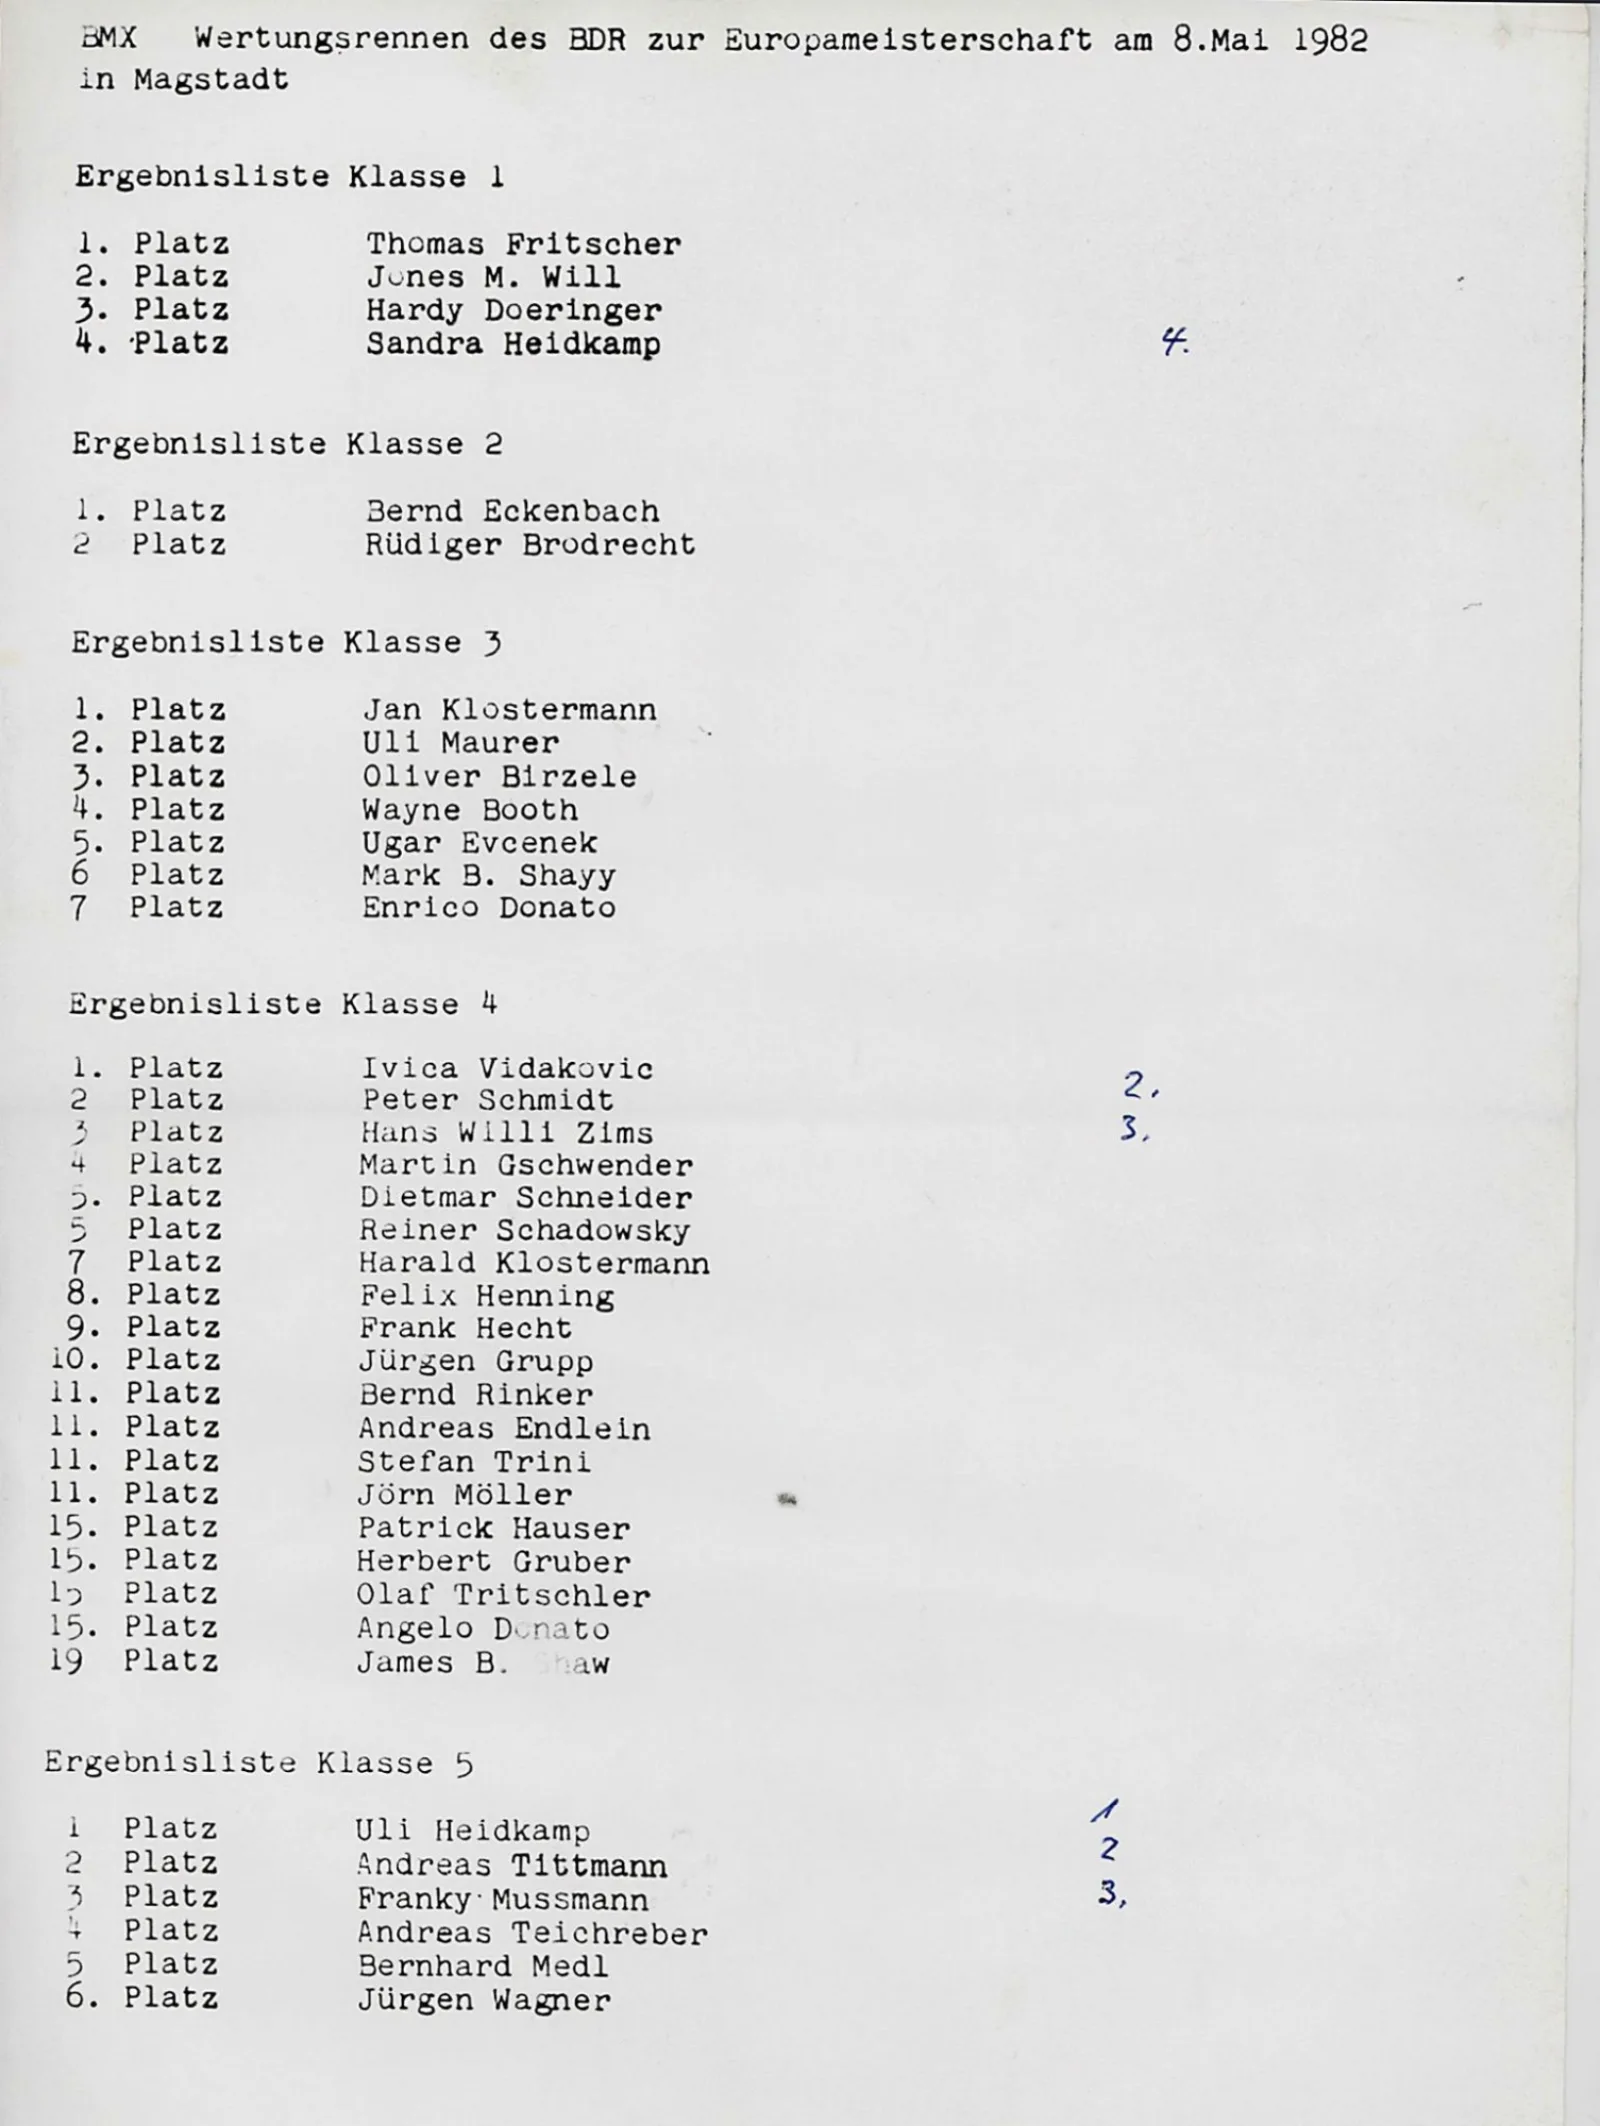 BMX Wertungsrennen des BDR zur Europameisterschaft am 8.Mai 1982
in Magstadt
Ergebnisliste Klasse 1
1. Platz Thomas Fritscher
2. Platz Jones M. Will
3. Platz Hardy Doeringer
4. Platz Sandra Heidkamp 4.
Ergebnisliste Klasse 2
1. Platz Bernd Eckenbach
2 Platz Rüdiger Brodrecht
Ergebnisliste Klasse 3
1. Platz Jan Klostermann
2. Platz Uli Maurer
3. Platz Oliver Birzele
4. Platz Wayne Booth
5. Platz Ugar Evcenek
6 Platz Mark B. Shayy
7 Platz Enrico Donato
Ergebnisliste Klasse 4
1. Platz Ivica Vidakovic
2 Platz Peter Schmidt 2.
3 Platz Hans Willi Zims 3.
4 Platz Martin Gschwender
5. Platz Dietmar Schneider
5 Platz Reiner Schadowsky
7 Platz Harald Klostermann
8. Platz Felix Henning
9. Platz Frank Hecht
10. Platz Jürgen Grupp
11. Platz Bernd Rinker
11. Platz Andreas Endlein
11. Platz Stefan Trini
11. Platz Jörn Möller
15. Platz Patrick Hauser
15. Platz Herbert Gruber
15 Platz Olaf Tritschler
15. Platz Angelo Donato
19 Platz James B. Shaw
Ergebnisliste Klasse 5
1 Platz Uli Heidkamp 1
2 Platz Andreas Tittmann 2
3 Platz Franky Mussmann 3.
4 Platz Andreas Teichreber
5 Platz Bernhard Medl
6. Platz Jürgen Wagner